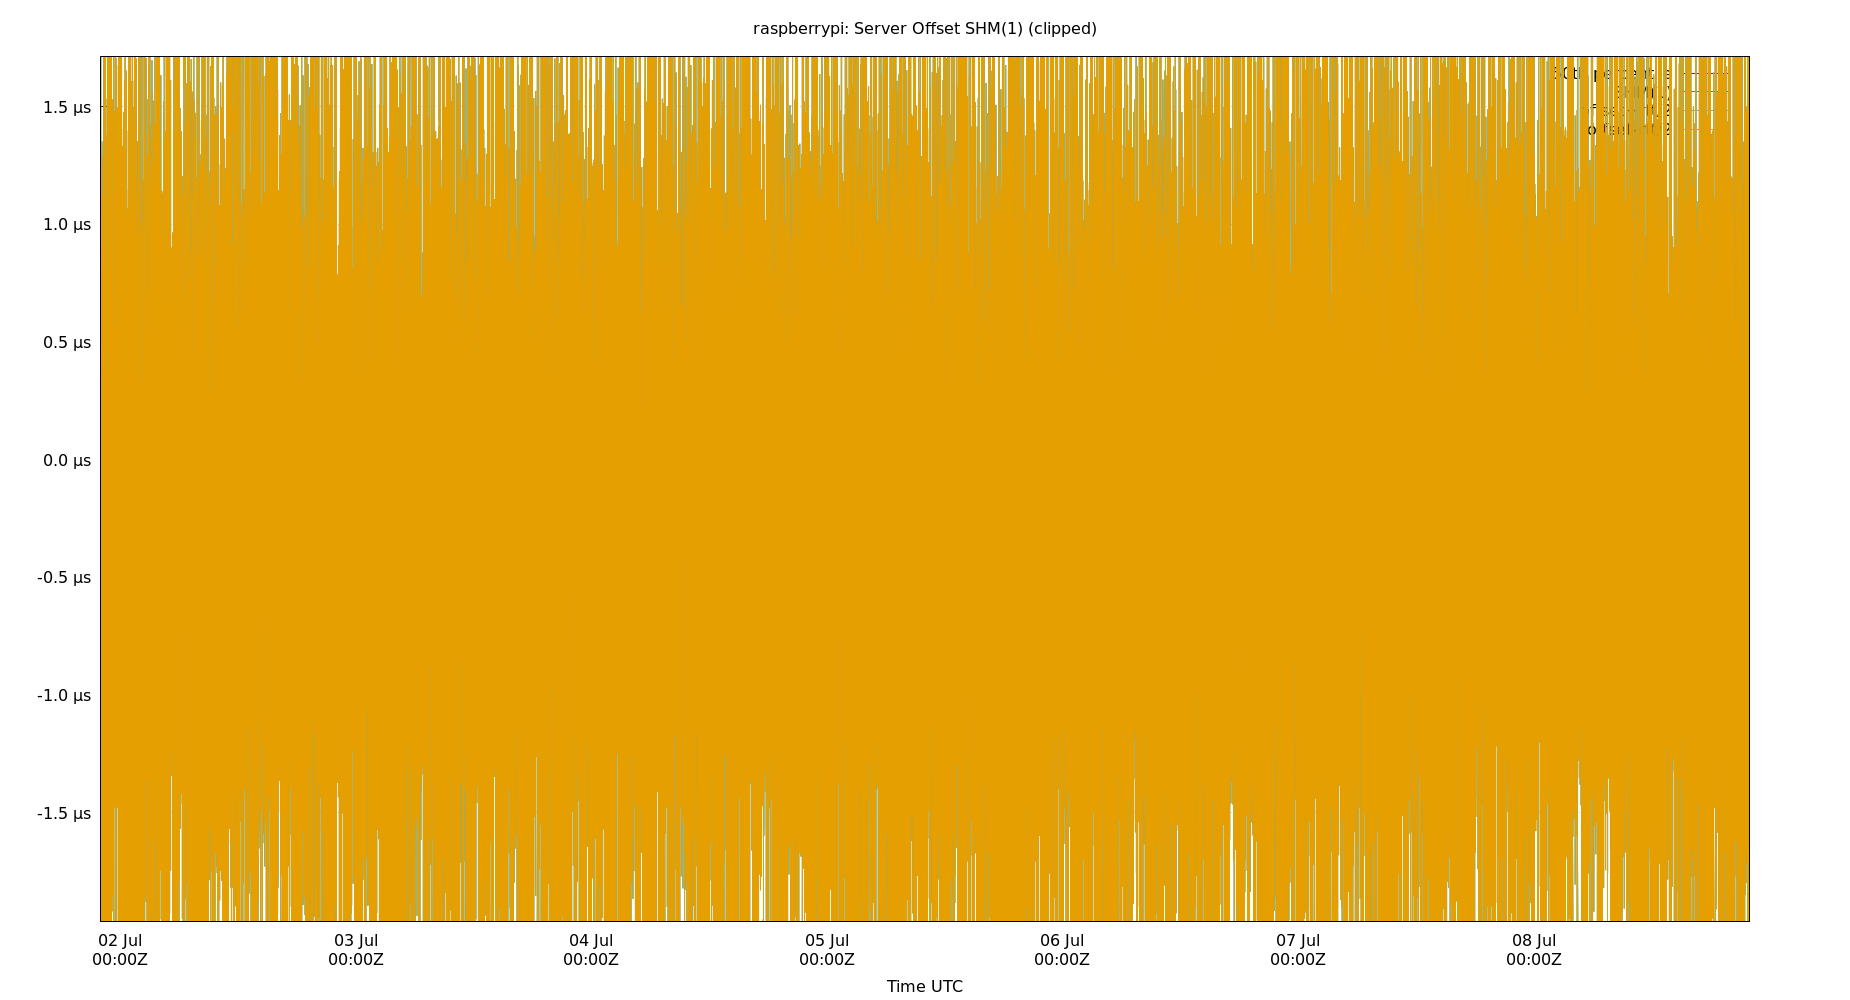 raspberrypi: Server Offset SHM(1) (clipped)
1.5 µs
1.0 µs
0.5 µs
0.0 µs
-0.5 µs
-1.0 µs
-1.5 µs
02 Jul 03 Jul 04 Jul 05 Jul 06 Jul 07 Jul 08 Jul
00:00Z 00:00Z 00:00Z 00:00Z 00:00Z 00:00Z 00:00Z
Time UTC